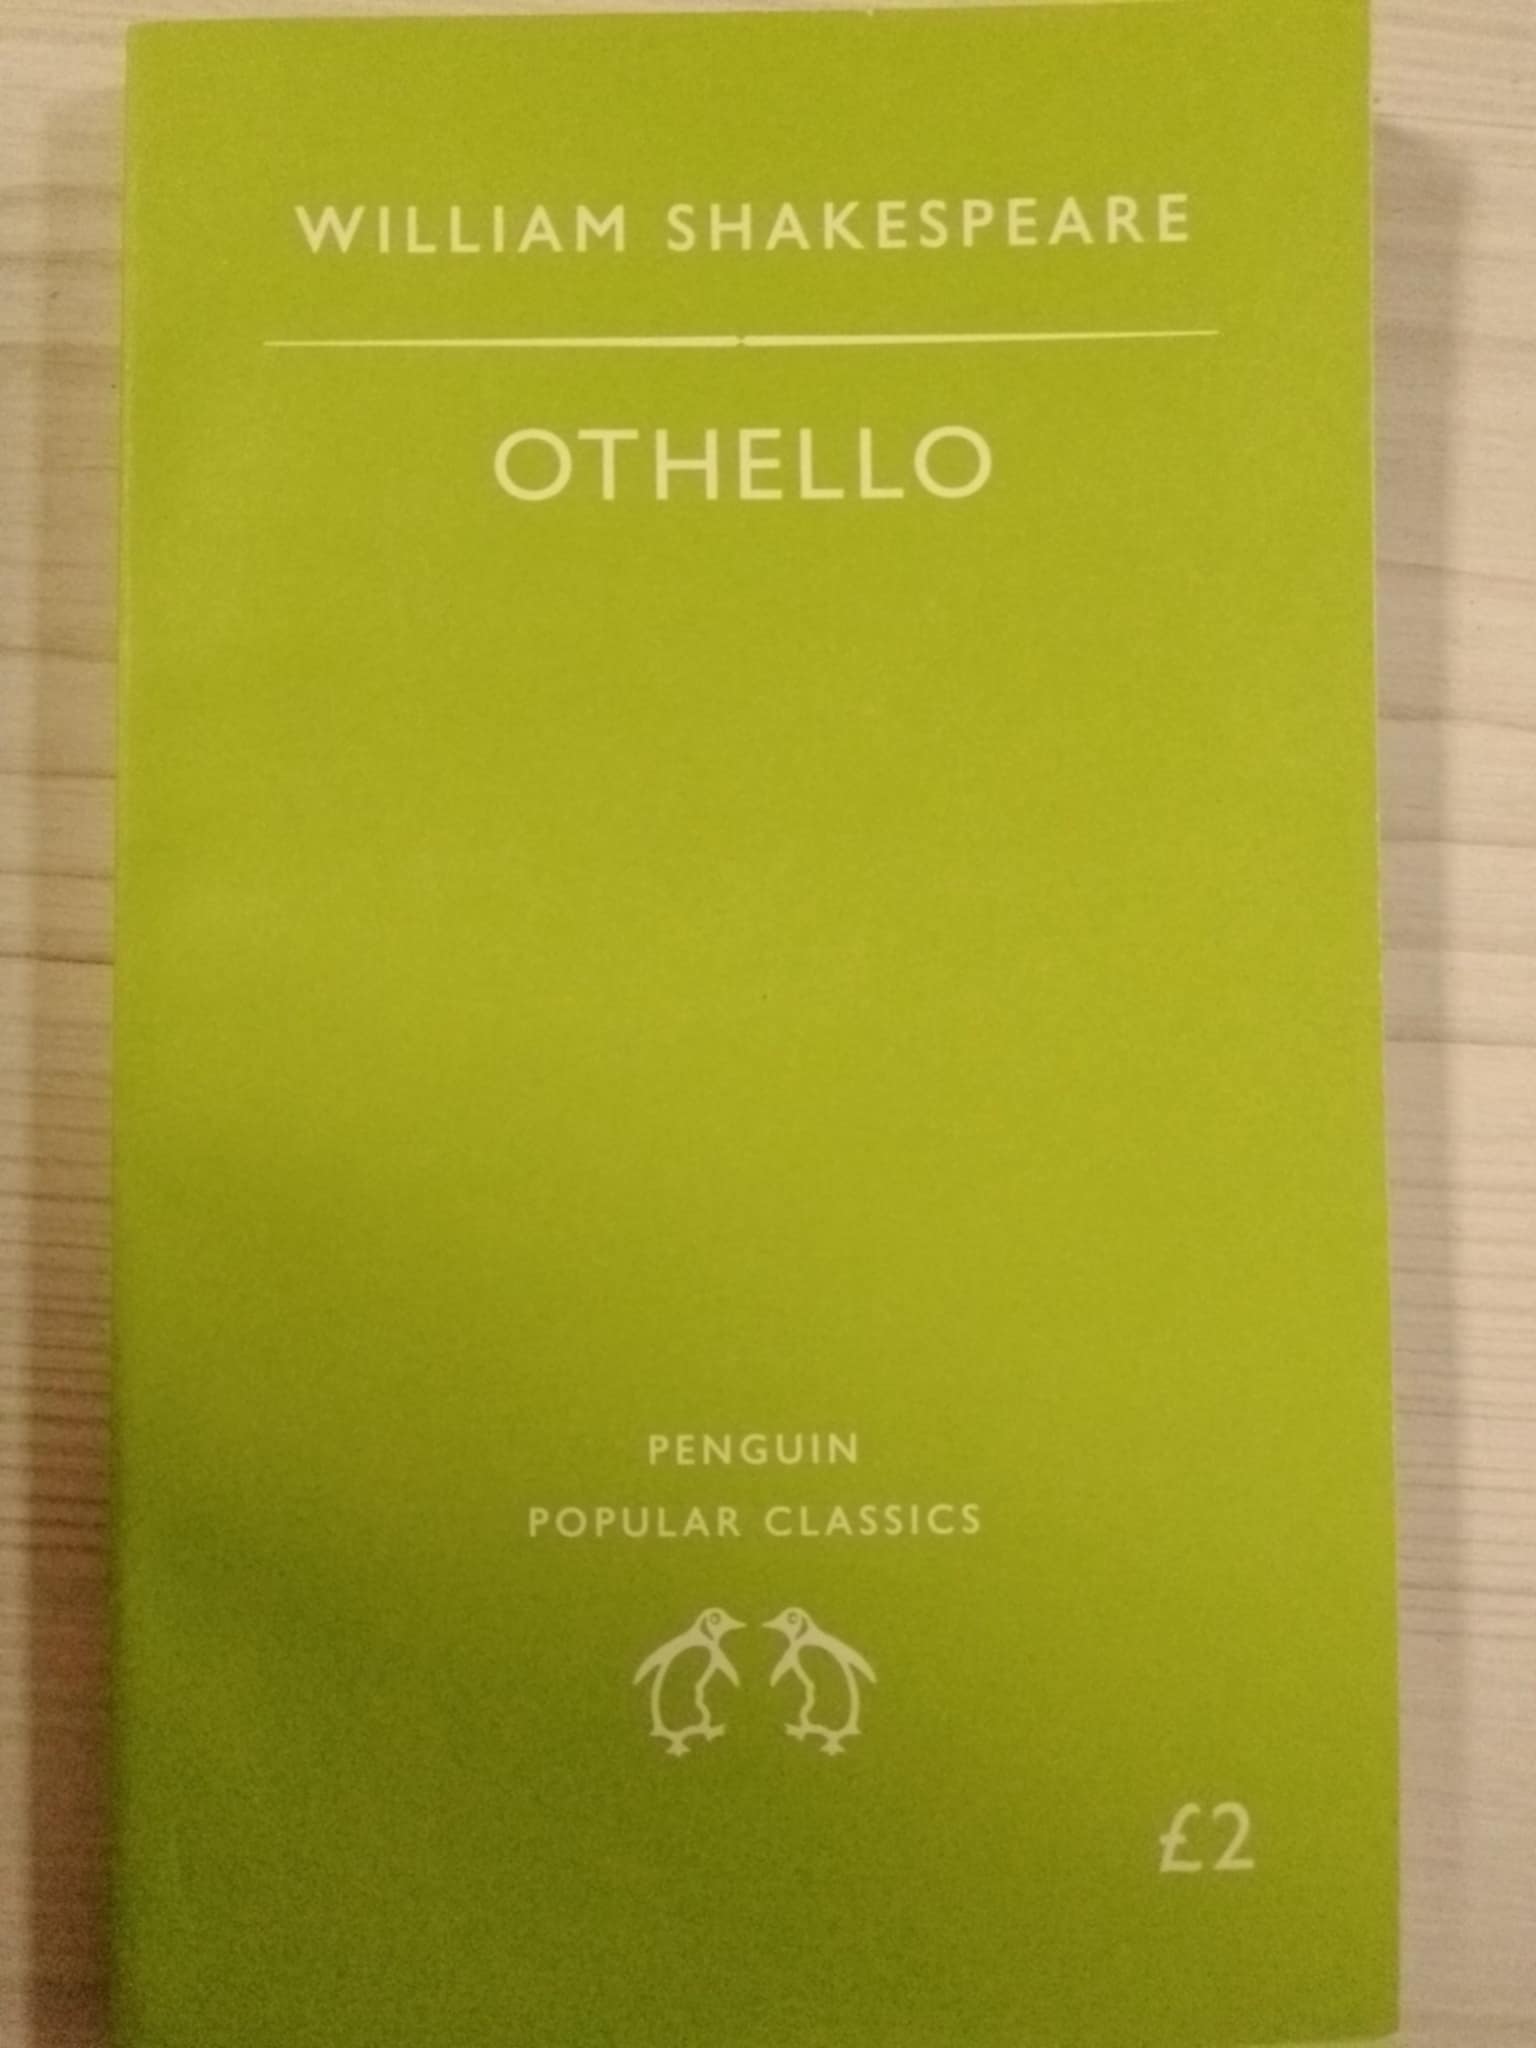 WILLIAM SHAKESPEARE
OTHELLO
PENGUIN
POPULAR CLASSICS
£2